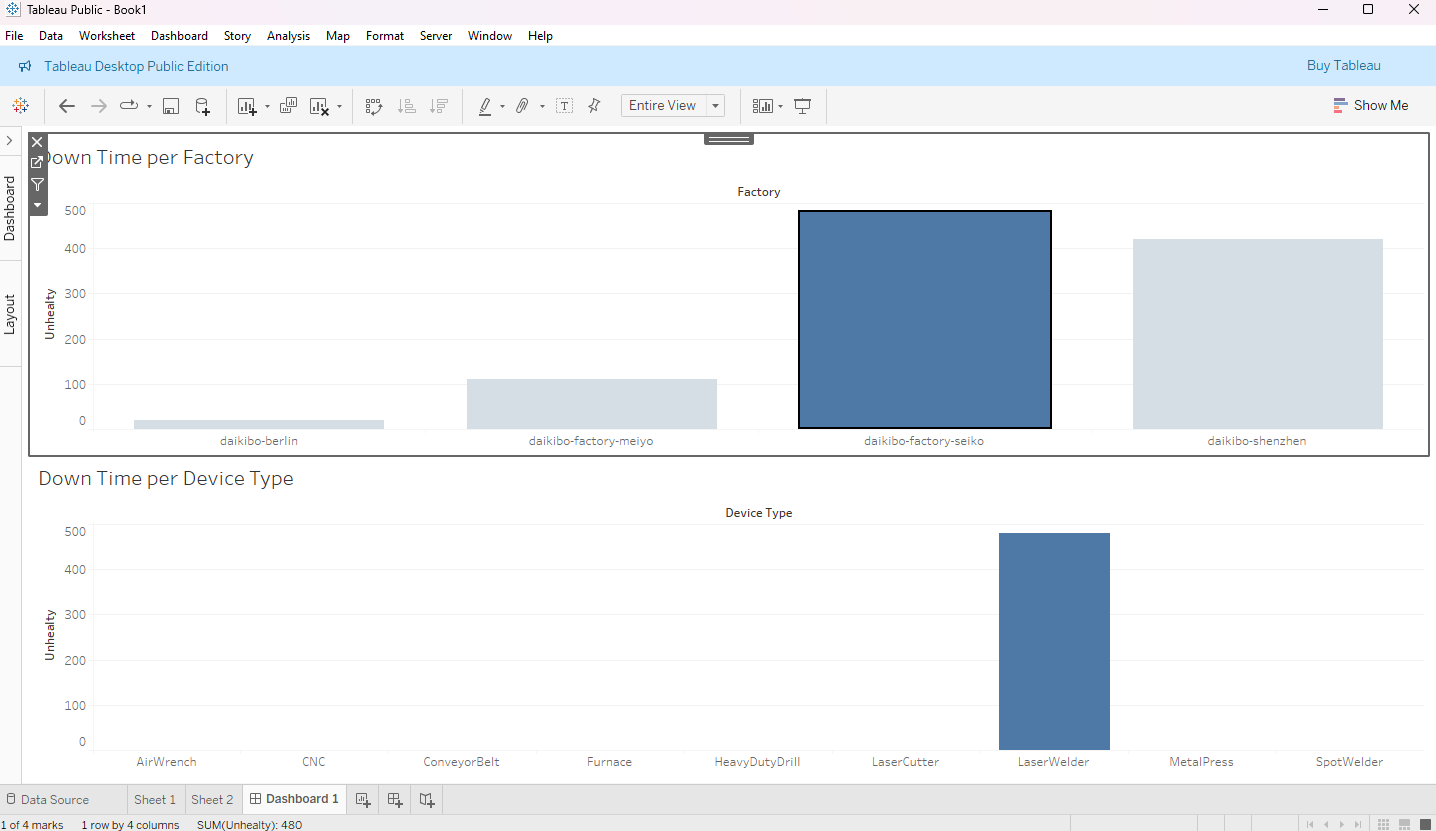 Tableau Public - Book1
File Data Worksheet Dashboard Story Analysis Map Format Server Window Help
Tableau Desktop Public Edition Buy Tableau
Entire View Show Me
Dashboard
Layout
Down Time per Factory
Factory
Unhealty
500
400
300
200
100
0
daikibo-berlin daikibo-factory-meiyo daikibo-factory-seiko daikibo-shenzhen
Down Time per Device Type
Device Type
Unhealty
500
400
300
200
100
0
AirWrench CNC ConveyorBelt Furnace HeavyDutyDrill LaserCutter LaserWelder MetalPress SpotWelder
Data Source Sheet 1 Sheet 2 Dashboard 1
1 of 4 marks 1 row by 4 columns SUM(Unhealty): 480